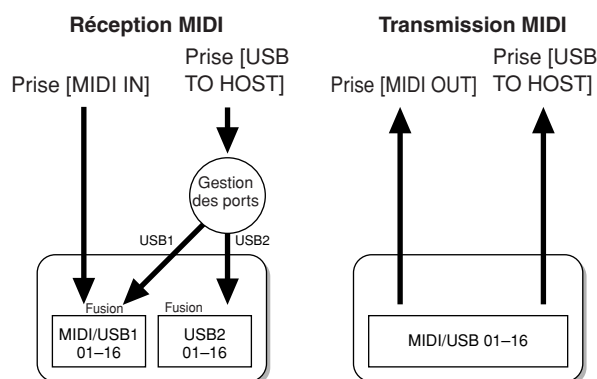 Réception MIDI
Prise [MIDI IN]
Prise [USB
TO HOST]
Gestion
des ports
USB1
USB2
Fusion
Fusion
MIDI/USB1
01–16
USB2
01–16
Transmission MIDI
Prise [MIDI OUT]
Prise [USB
TO HOST]
MIDI/USB 01–16